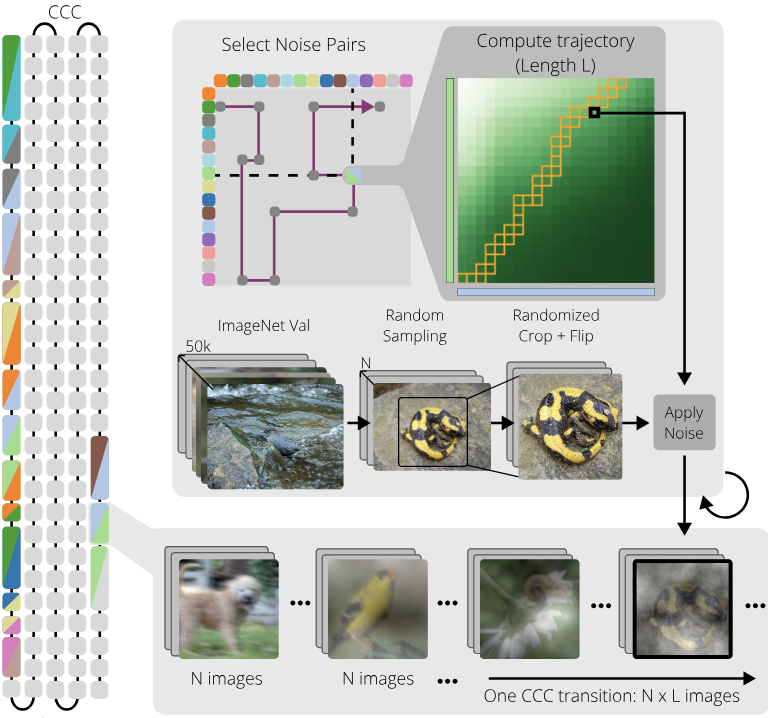 CCC
Select Noise Pairs
Compute trajectory
(Length L)
ImageNet Val
50k
Random
Sampling
N
Randomized
Crop + Flip
Apply
Noise
N images
N images
One CCC transition: N x L images